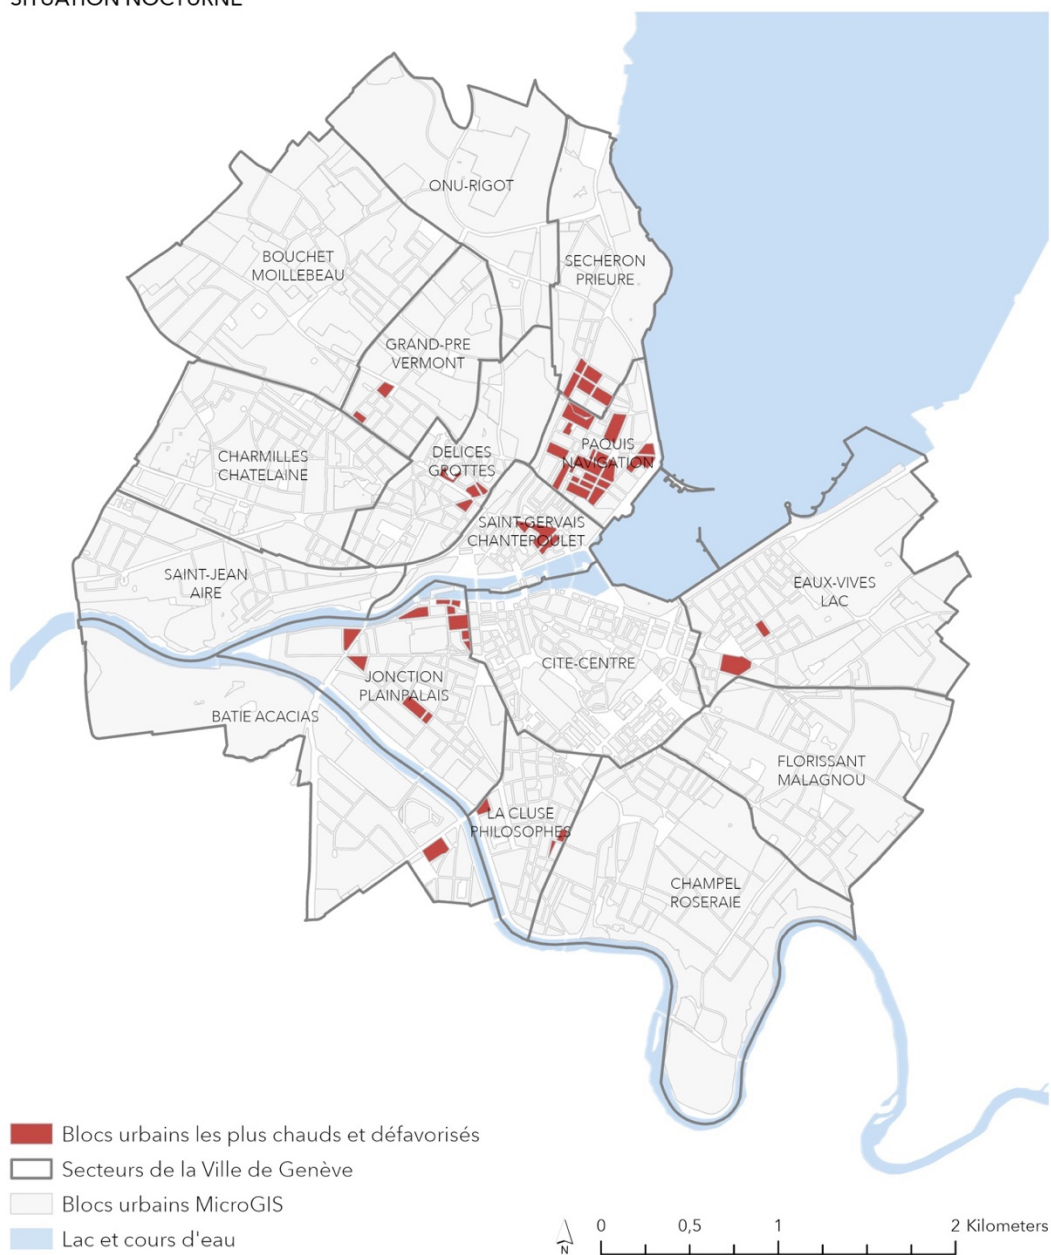 SITUATION NOCTURNE
ONU-RIGOT
BOUCHET
MOILLEBEAU
SECHERON
PRIEURE
GRAND-PRE
VERMONT
CHARMILLES
CHATELAINE
DELICES
GROTTES
PAQUIS
NAVIGATION
SAINT-GERVAIS
CHANTEPOULET
SAINT-JEAN
AIRE
EAUX-VIVES
LAC
CITE-CENTRE
JONCTION
PLAINPALAIS
BATIE ACACIAS
FLORISSANT
MALAGNOU
LA CLUSE
PHILOSOPHES
CHAMPEL
ROSERAIE
Blocs urbains les plus chauds et défavorisés
Secteurs de la Ville de Genève
Blocs urbains MicroGIS
Lac et cours d'eau
N
0 0,5 1 2 Kilometers